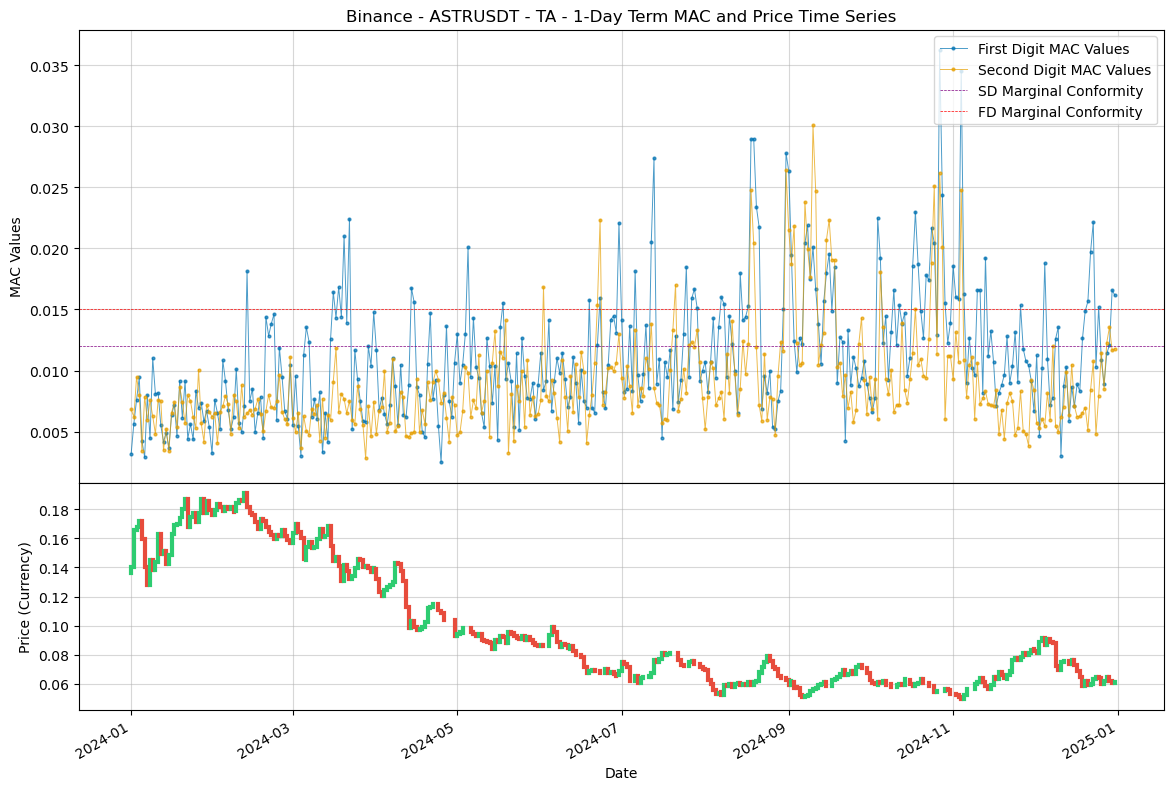 Binance - ASTRUSDT - TA - 1-Day Term MAC and Price Time Series
First Digit MAC Values
Second Digit MAC Values
SD Marginal Conformity
FD Marginal Conformity
MAC Values
0.035
0.030
0.025
0.020
0.015
0.010
0.005
Price (Currency)
0.18
0.16
0.14
0.12
0.10
0.08
0.06
2024-01
2024-03
2024-05
2024-07
2024-09
2024-11
2025-01
Date